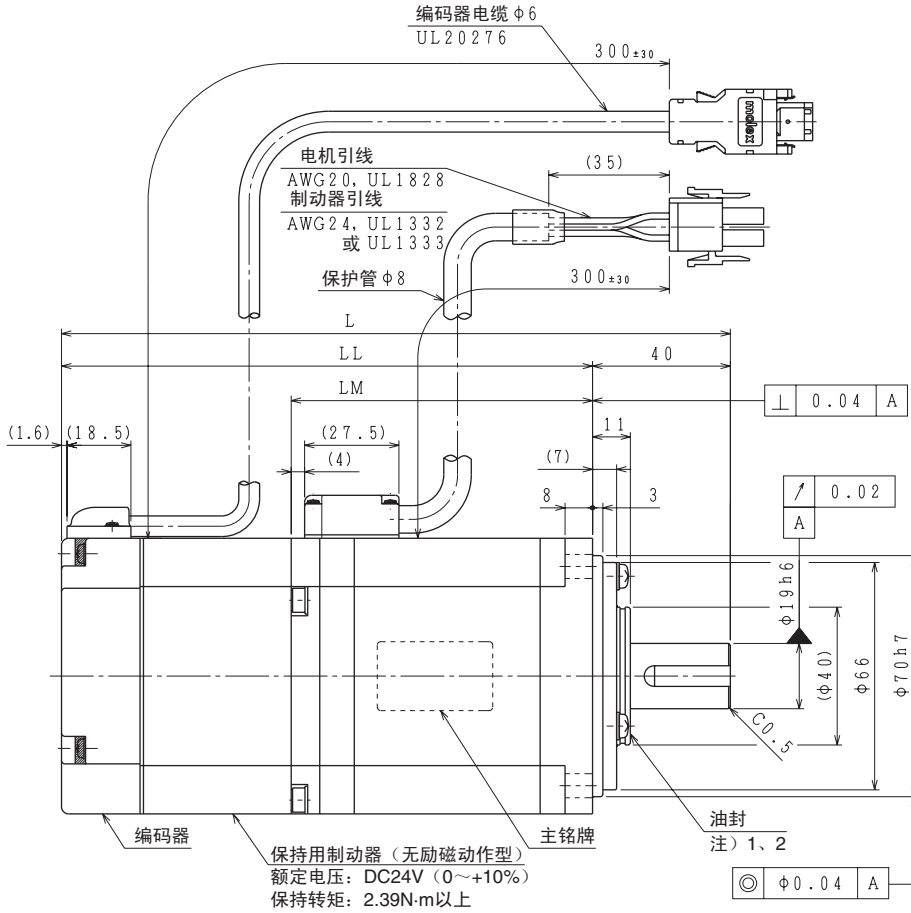 编码器电缆φ6
UL20276
300±30
molex
电机引线
AWG20, UL1828
制动器引线
AWG24, UL1332
或 UL1333
(35)
保护管φ8
300±30
L
LL
40
LM
⊥ 0.04 A
(1.6)
(18.5)
(27.5)
11
(4)
(7)
8
3
↗ 0.02
A
φ19h6
(φ40)
φ66
φ70h7
C0.5
编码器
保持用制动器（无励磁动作型）
额定电压：DC24V（0～+10%）
保持转矩：2.39N·m以上
主铭牌
油封
注）1、2
◎ φ0.04 A